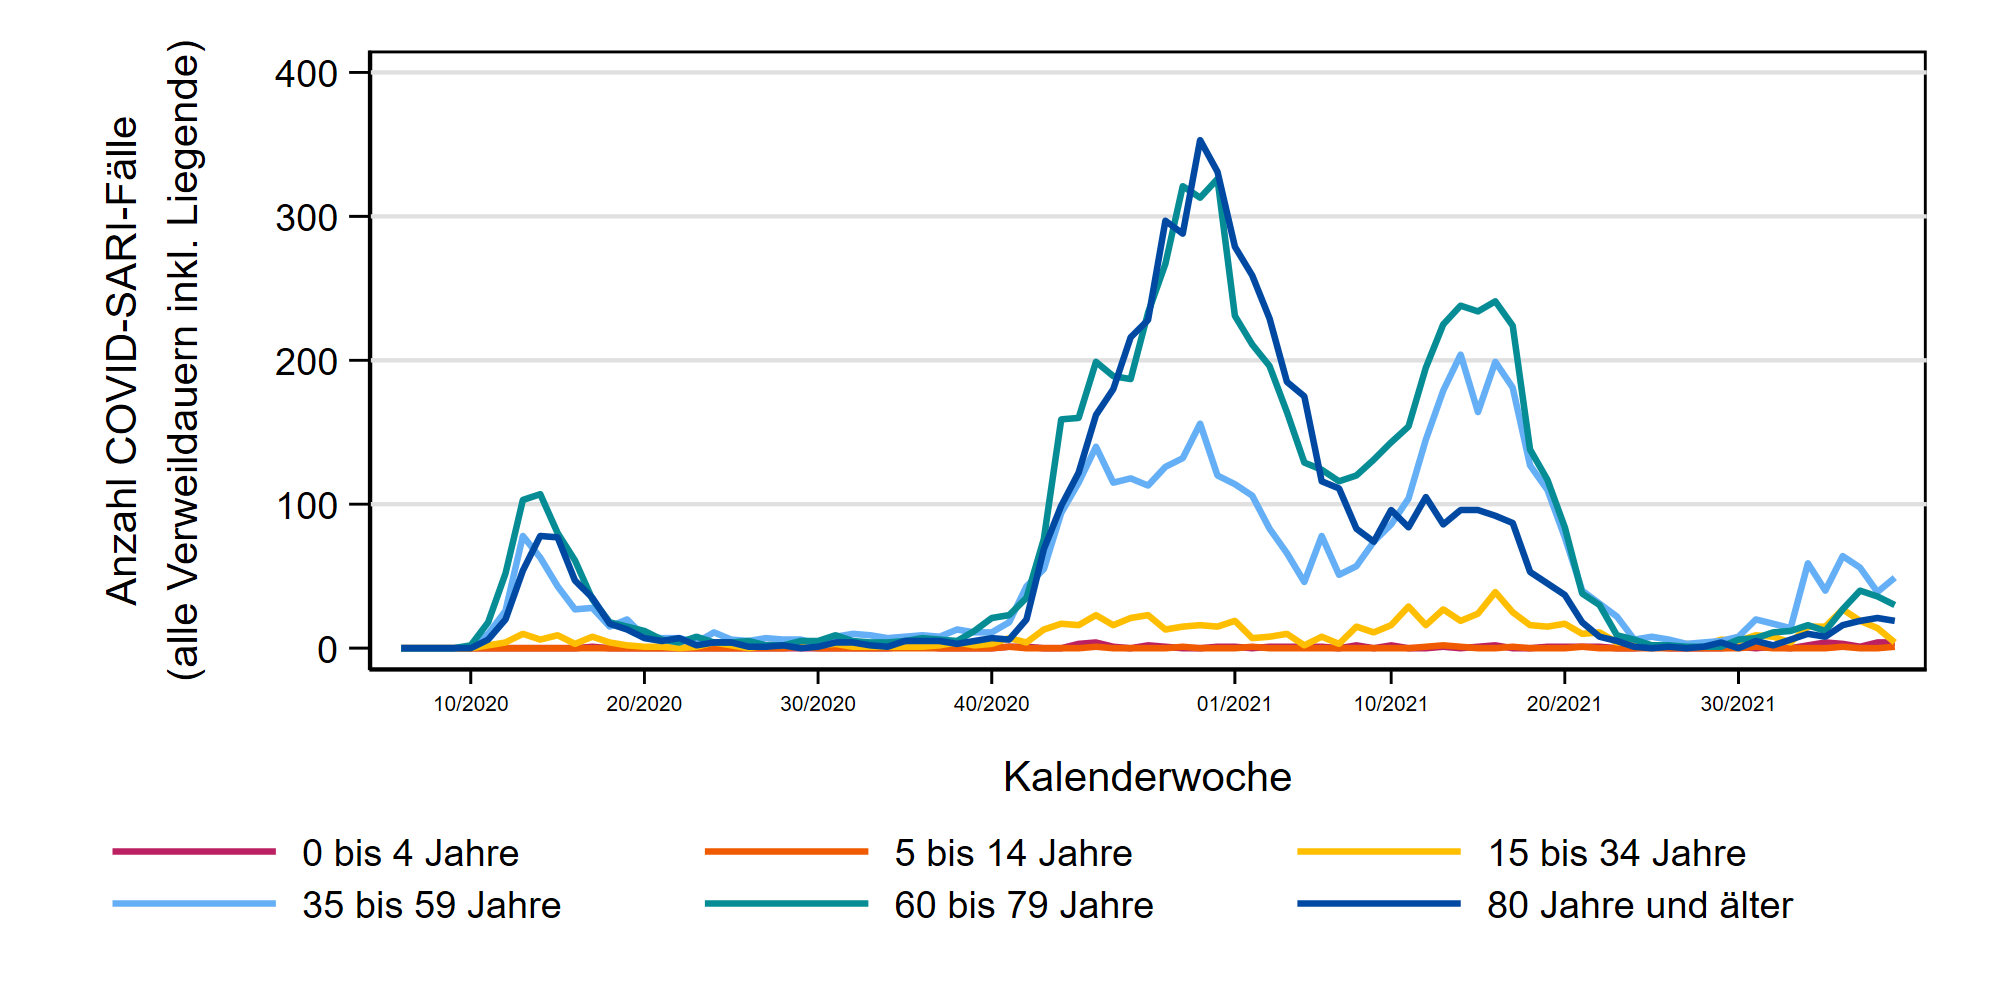 Anzahl COVID-SARI-Fälle
(alle Verweildauern inkl. Liegende)
400
300
200
100
0
10/2020 20/2020 30/2020 40/2020 01/2021 10/2021 20/2021 30/2021
Kalenderwoche
0 bis 4 Jahre 5 bis 14 Jahre 15 bis 34 Jahre
35 bis 59 Jahre 60 bis 79 Jahre 80 Jahre und älter